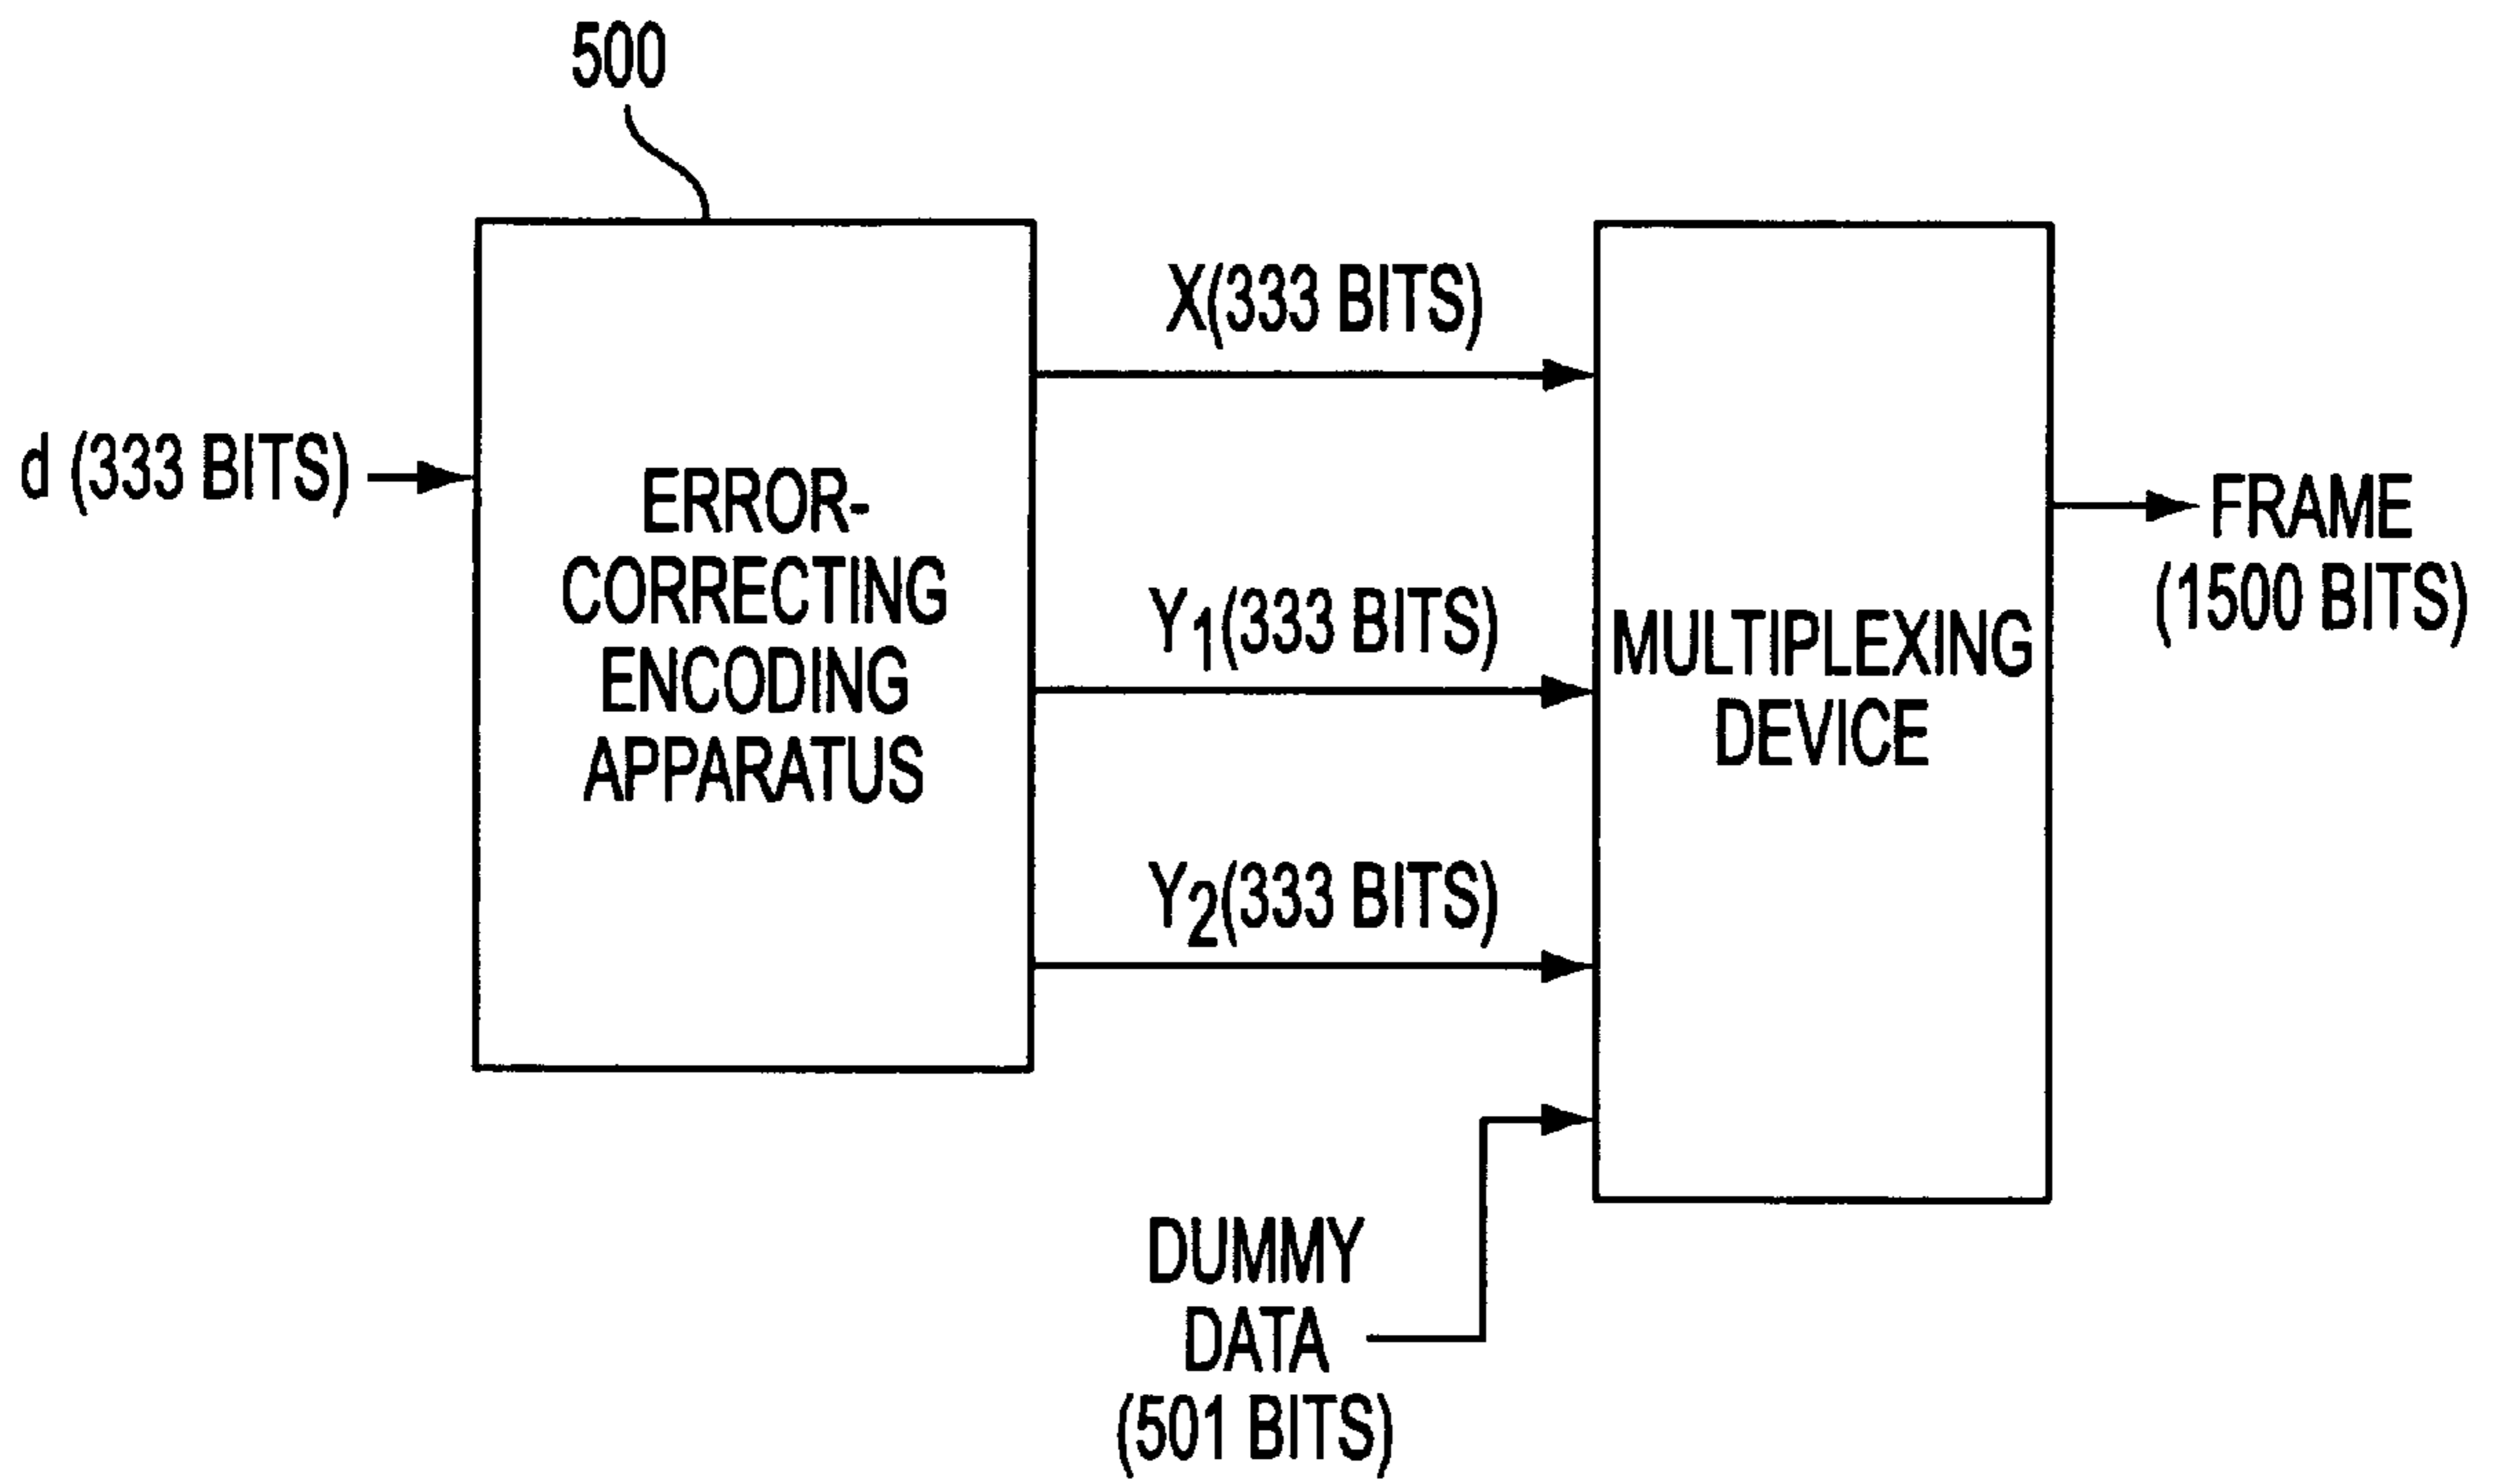 500
d (333 BITS)
ERROR-
CORRECTING
ENCODING
APPARATUS
X(333 BITS)
Y1(333 BITS)
Y2(333 BITS)
DUMMY
DATA
(501 BITS)
MULTIPLEXING
DEVICE
FRAME
(1500 BITS)